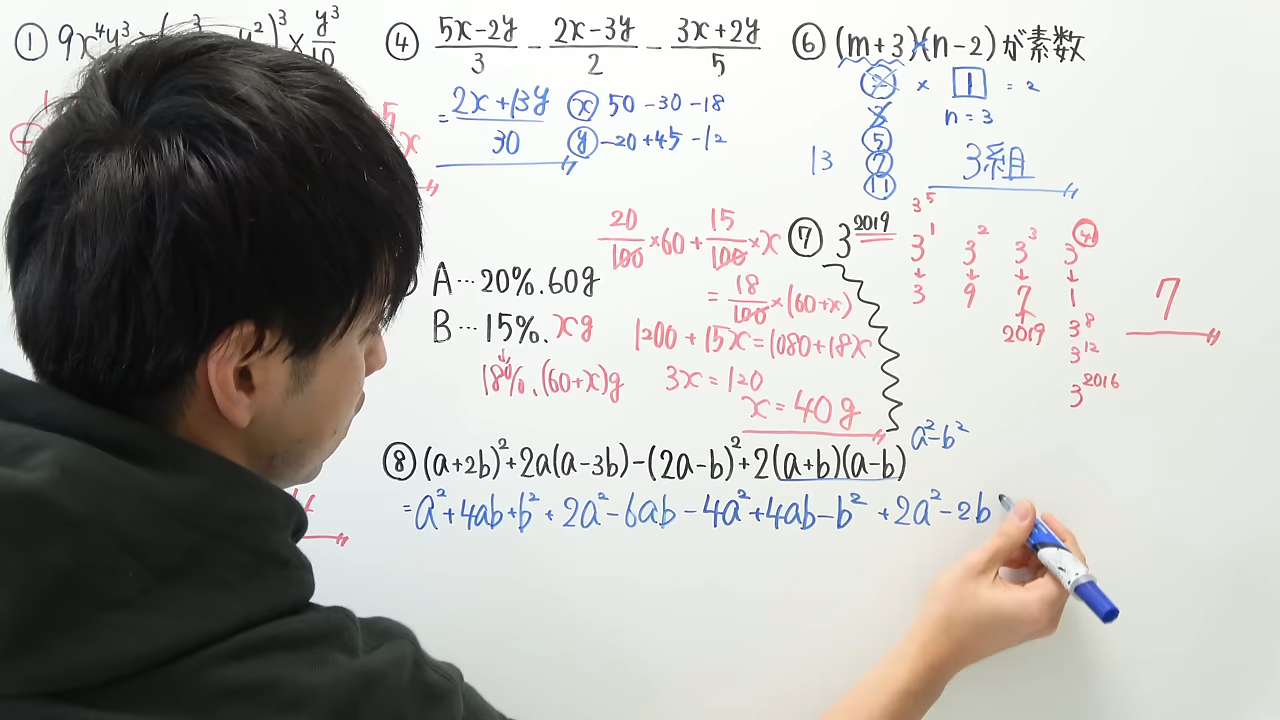 ① 9x⁴y³ y²)³ × y³/10
④ (5x−2y)/3 − (2x−3y)/2 − (3x+2y)/5
= (2x+13y)/30
ⓧ 50 −30 −18
ⓨ −20 +45 −12
⑥ (m+3)×(n−2)が素数
② × 1 = 2
3 n = 3
⑤
13 ⑦ 3組
⑪
A…20%.60g
B…15%.xg
↓
18%.(60+x)g
20/100 ×60 + 15/100 ×x
= 18/100 ×(60+x)
1200 + 15x = 1080+18x
3x = 120
x = 40g
⑦ 3²⁰¹⁹
3⁵
3¹ 3² 3³ 3④
↓ ↓ ↓ ↓
3 9 7 1 7
2019 3⁸
3¹²
3²⁰¹⁶
⑧ (a+2b)²+2a(a−3b)−(2a−b)²+2(a+b)(a−b) a²−b²
= a²+4ab+b²+2a²−6ab−4a²+4ab−b²+2a²−2b